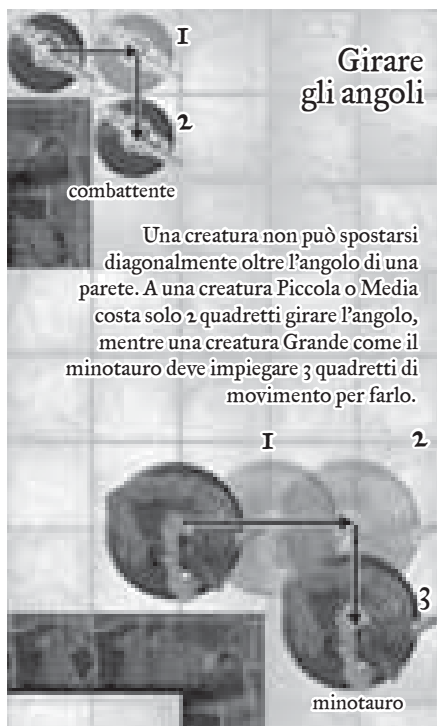 1
Girare
gli angoli
2
combattente
Una creatura non può spostarsi
diagonalmente oltre l'angolo di una
parete. A una creatura Piccola o Media
costa solo 2 quadretti girare l'angolo,
mentre una creatura Grande come il
minotauro deve impiegare 3 quadretti di
movimento per farlo.
1 2
3
minotauro